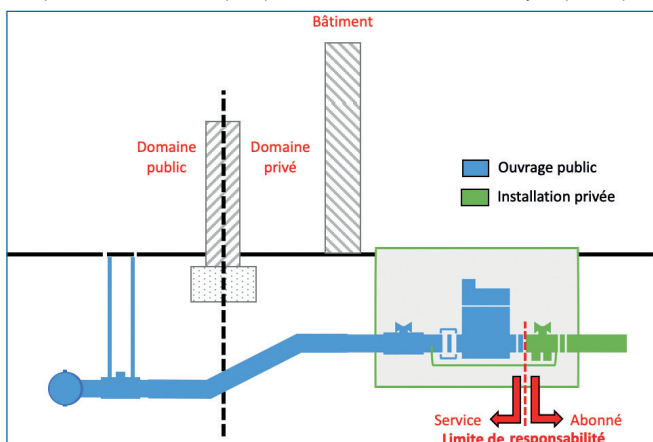 Bâtiment
Domaine
public
Domaine
privé
Ouvrage public
Installation privée
Service
Abonné
Limite de responsabilité